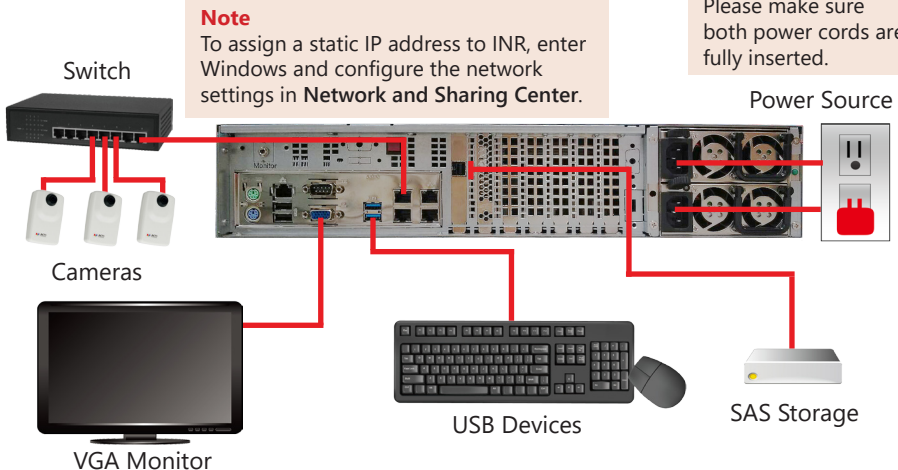 Note
To assign a static IP address to INR, enter
Windows and configure the network
settings in Network and Sharing Center.
Please make sure
both power cords are
fully inserted.
Switch
Power Source
Monitor
Cameras
VGA Monitor
USB Devices
SAS Storage